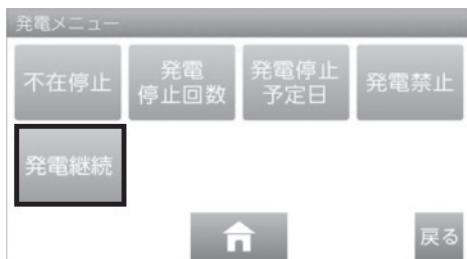 発電メニュー
不在停止
発電
停止回数
発電停止
予定日
発電禁止
発電継続
戻る